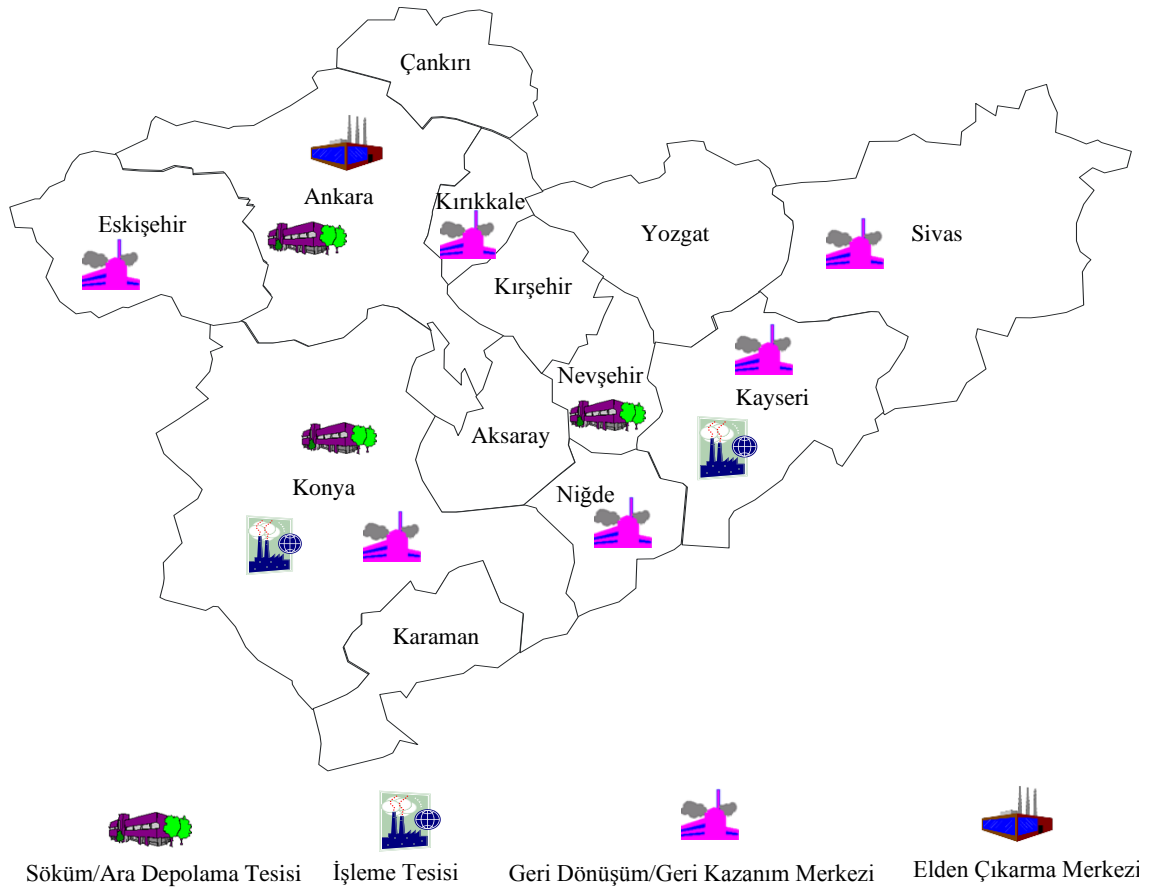 Çankırı
Ankara
Kırıkkale
Eskişehir
Yozgat
Sivas
Kırşehir
Nevşehir
Kayseri
Aksaray
Konya
Niğde
Karaman
Söküm/Ara Depolama Tesisi
İşleme Tesisi
Geri Dönüşüm/Geri Kazanım Merkezi
Elden Çıkarma Merkezi